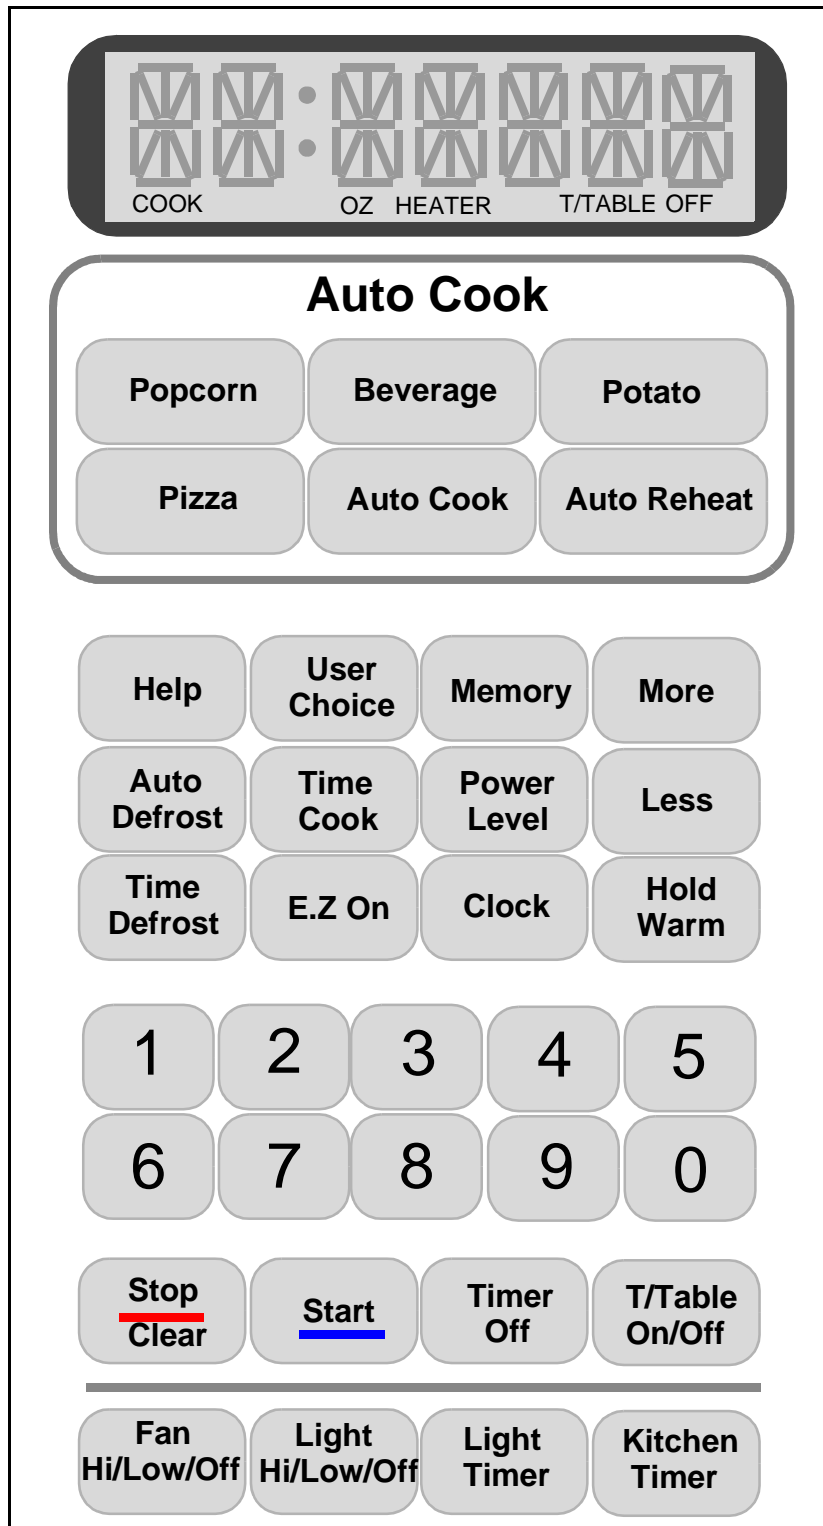 COOK OZ HEATER T/TABLE OFF
Auto Cook
Popcorn Beverage Potato
Pizza Auto Cook Auto Reheat
Help
User
Choice
Memory
More
Auto
Defrost
Time
Cook
Power
Level
Less
Time
Defrost
E.Z On
Clock
Hold
Warm
1 2 3 4 5
6 7 8 9 0
Stop
Clear
Start
Timer
Off
T/Table
On/Off
Fan
Hi/Low/Off
Light
Hi/Low/Off
Light
Timer
Kitchen
Timer